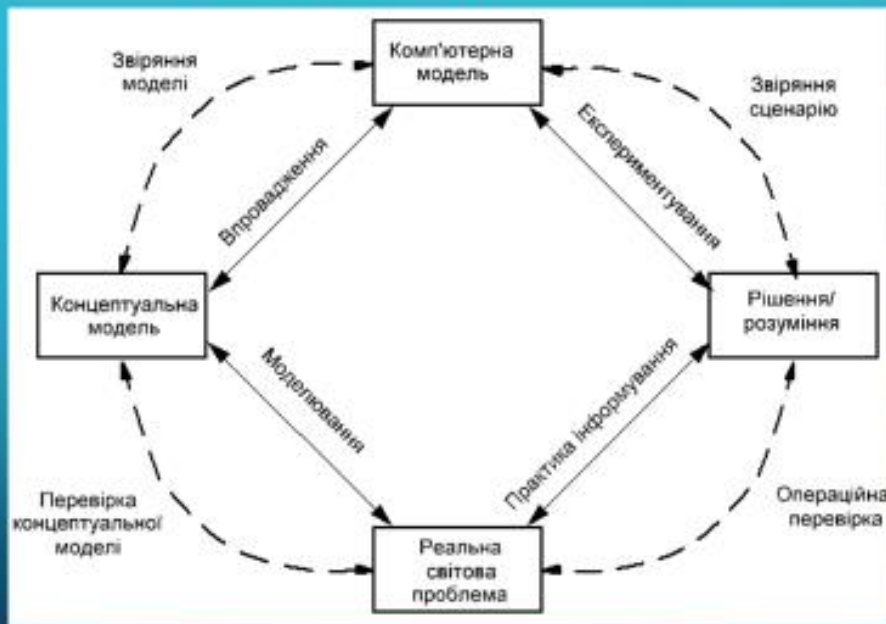 Комп'ютерна
модель
Звіряння
моделі
Звіряння
сценарію
Впровадження
Експериментування
Концептуальна
модель
Рішення/
розуміння
Моделювання
Практика інформування
Перевірка
концептуальної
моделі
Операційна
перевірка
Реальна
світова
проблема